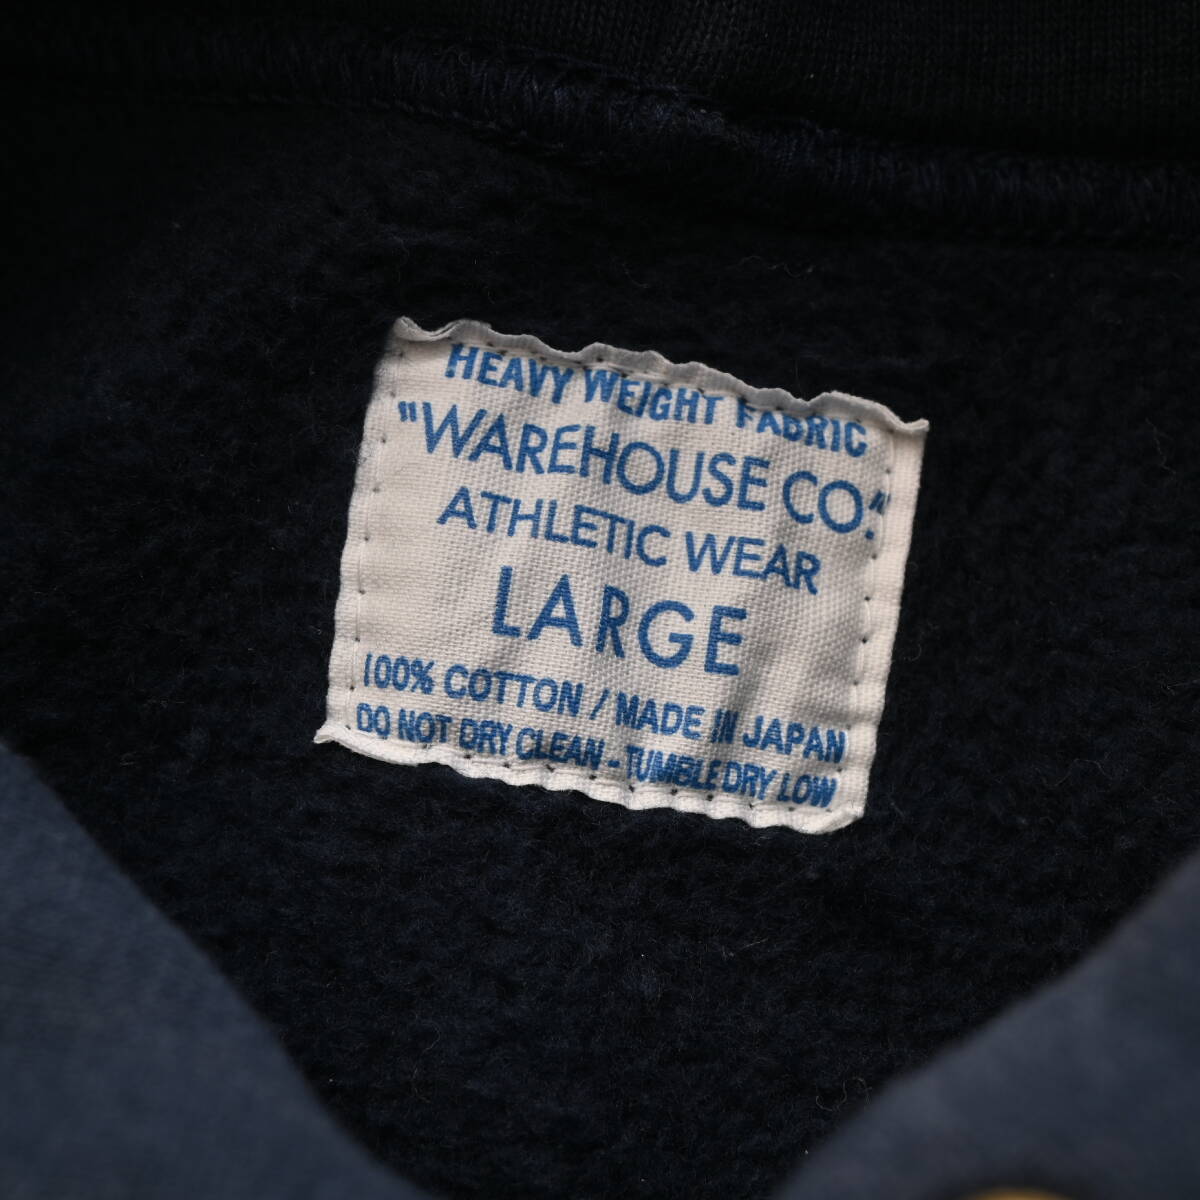 HEAVY WEIGHT FABRIC
"WAREHOUSE CO."
ATHLETIC WEAR
LARGE
100% COTTON / MADE IN JAPAN
DO NOT DRY CLEAN - TUMBLE DRY LOW